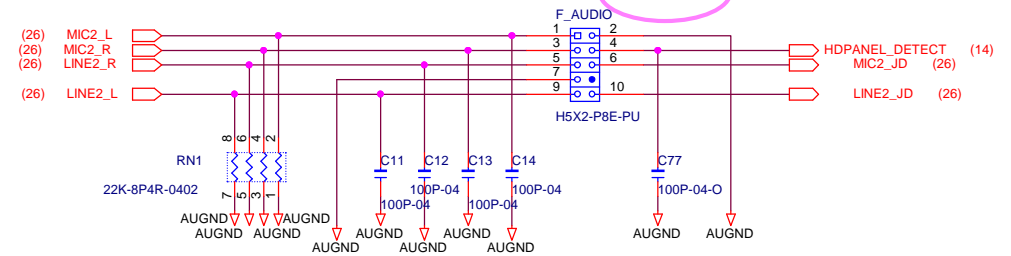 F_AUDIO
(26) MIC2_L 1 2
(26) MIC2_R 3 4 HDPANEL_DETECT (14)
(26) LINE2_R 5 6 MIC2_JD (26)
7
(26) LINE2_L 9 10 LINE2_JD (26)
H5X2-P8E-PU
8 6 4 2
RN1 C11 C12 C13 C14 C77
22K-8P4R-0402 100P-04 100P-04 100P-04-O
7 5 3 1 100P-04 100P-04
AUGND AUGND
AUGND AUGND AUGND AUGND AUGND AUGND
AUGND AUGND AUGND